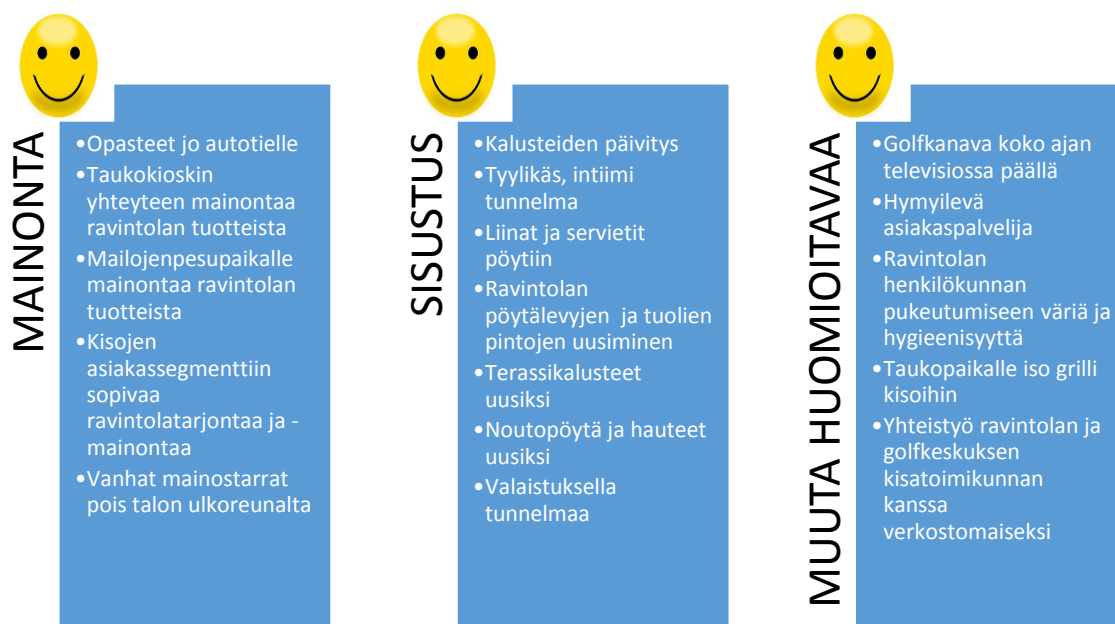 MAINONTA
•Opasteet jo autotielle
•Taukokioskin
yhteyteen mainontaa
ravintolan tuotteista
•Mailojenpesupaikalle
mainontaa ravintolan
tuotteista
•Kisojen
asiakassegmenttiin
sopivaa
ravintolatarjontaa ja -
mainontaa
•Vanhat mainostarrat
pois talon ulkoreunalta
SISUSTUS
•Kalusteiden päivitys
•Tyylikäs, intiimi
tunnelma
•Liinat ja servietit
pöytiin
•Ravintolan
pöytälevyjen ja tuolien
pintojen uusiminen
•Terassikalusteet
uusiksi
•Noutopöytä ja hauteet
uusiksi
•Valaistuksella
tunnelmaa
MUUTA HUOMIOITAVAA
•Golfkanava koko ajan
televisiossa päällä
•Hymyilevä
asiakaspalvelija
•Ravintolan
henkilökunnan
pukeutumiseen väriä ja
hygieenisyyttä
•Taukopaikalle iso grilli
kisoihin
•Yhteistyö ravintolan ja
golfkeskuksen
kisatoimikunnan
kanssa
verkostomaiseksi